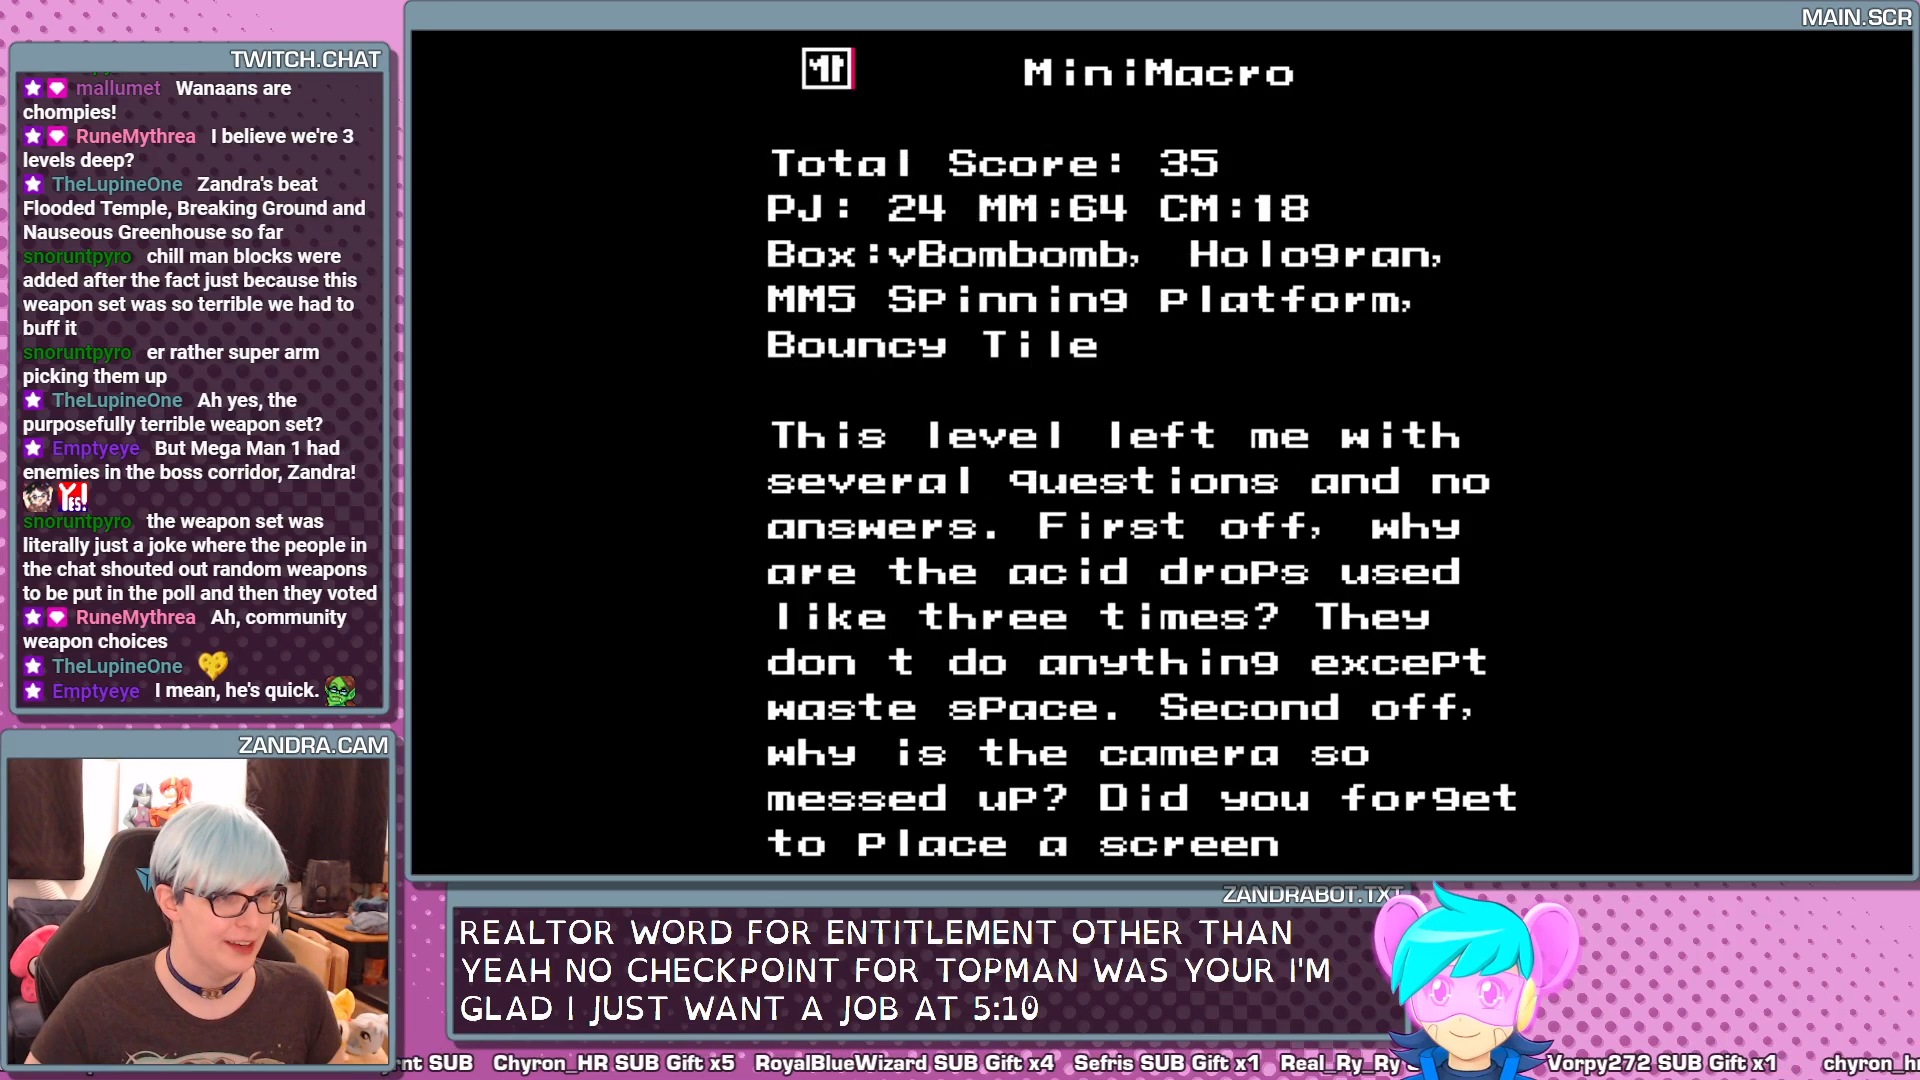 MAIN.SCR
TWITCH.CHAT
mallumet Wanaans are
chompies!
RuneMythrea I believe we're 3
levels deep?
TheLupineOne Zandra's beat
Flooded Temple, Breaking Ground and
Nauseous Greenhouse so far
snoruntpyro chill man blocks were
added after the fact just because this
weapon set was so terrible we had to
buff it
snoruntpyro er rather super arm
picking them up
TheLupineOne Ah yes, the
purposefully terrible weapon set?
Emptyeye But Mega Man 1 had
enemies in the boss corridor, Zandra!
YES!
snoruntpyro the weapon set was
literally just a joke where the people in
the chat shouted out random weapons
to be put in the poll and then they voted
RuneMythrea Ah, community
weapon choices
TheLupineOne
Emptyeye I mean, he's quick.
MiniMacro
Total Score: 35
PJ: 24 MM:64 CM:18
Box:vBombomb, Hologran,
MM5 Spinning Platform,
Bouncy Tile
This level left me with
several questions and no
answers. First off, why
are the acid drops used
like three times? They
don t do anything except
waste space. Second off,
why is the camera so
messed up? Did you forget
to place a screen
ZANDRA.CAM
ZANDRABOT.TXT
REALTOR WORD FOR ENTITLEMENT OTHER THAN
YEAH NO CHECKPOINT FOR TOPMAN WAS YOUR I'M
GLAD I JUST WANT A JOB AT 5:10
rnt SUB Chyron_HR SUB Gift x5 RoyalBlueWizard SUB Gift x4 Sefris SUB Gift x1 Real_Ry_Ry Vorpy272 SUB Gift x1 chyron_h